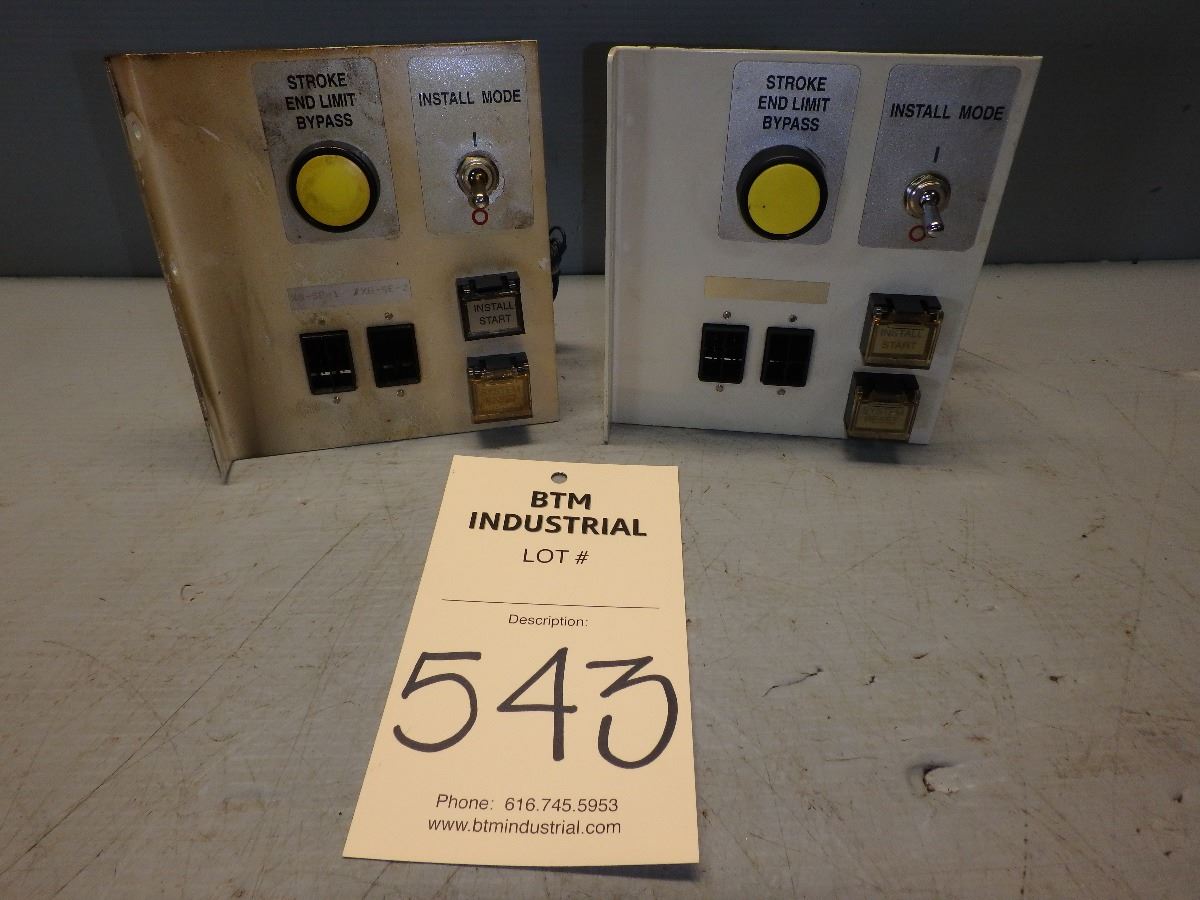 STROKE
END LIMIT
BYPASS
INSTALL MODE
I
O
INSTALL
START
STROKE
END LIMIT
BYPASS
INSTALL MODE
I
O
INSTALL
START
BTM
INDUSTRIAL
LOT #
Description:
543
Phone: 616.745.5953
www.btmindustrial.com